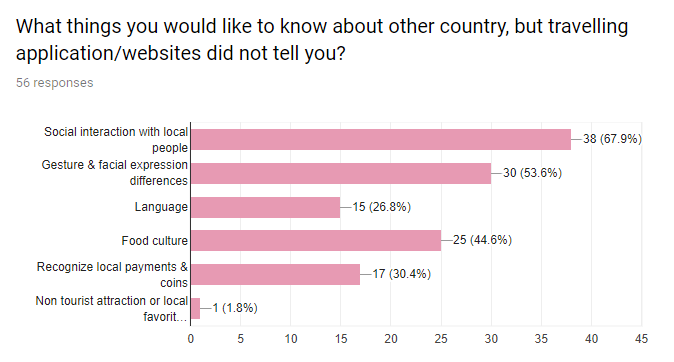 What things you would like to know about other country, but travelling
application/websites did not tell you?
56 responses
Social interaction with local
people
38 (67.9%)
Gesture & facial expression
differences
30 (53.6%)
Language
15 (26.8%)
Food culture
25 (44.6%)
Recognize local payments &
coins
17 (30.4%)
Non tourist attraction or local
favorit…
1 (1.8%)
0 5 10 15 20 25 30 35 40 45